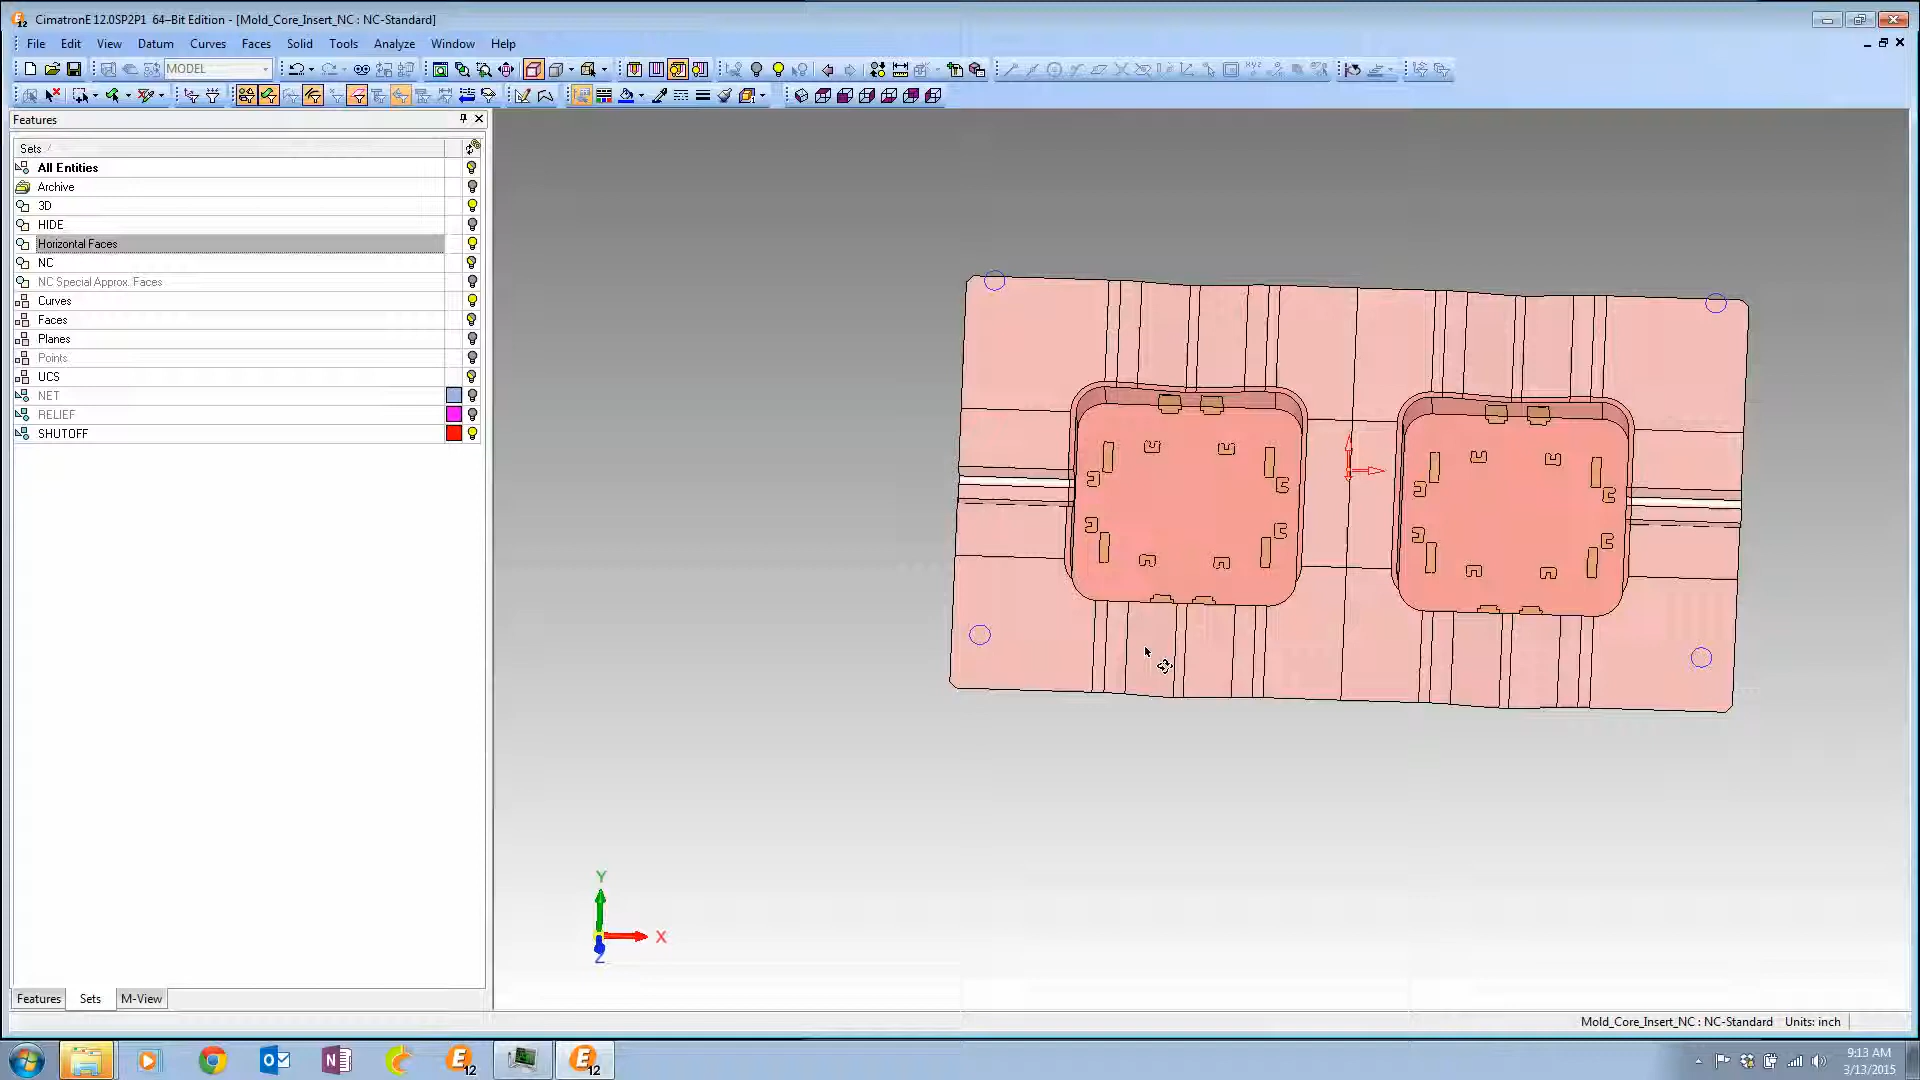 CimatronE 12.0SP2P1 64-Bit Edition - [Mold_Core_Insert_NC : NC-Standard]
File Edit View Datum Curves Faces Solid Tools Analyze Window Help
MODEL
Features
Sets
All Entities
Archive
3D
HIDE
Horizontal Faces
NC
NC Special Approx. Faces
Curves
Faces
Planes
Points
UCS
NET
RELIEF
SHUTOFF
Y
X
Z
Features Sets M-View
Mold_Core_Insert_NC : NC-Standard Units: inch
9:13 AM
3/13/2015